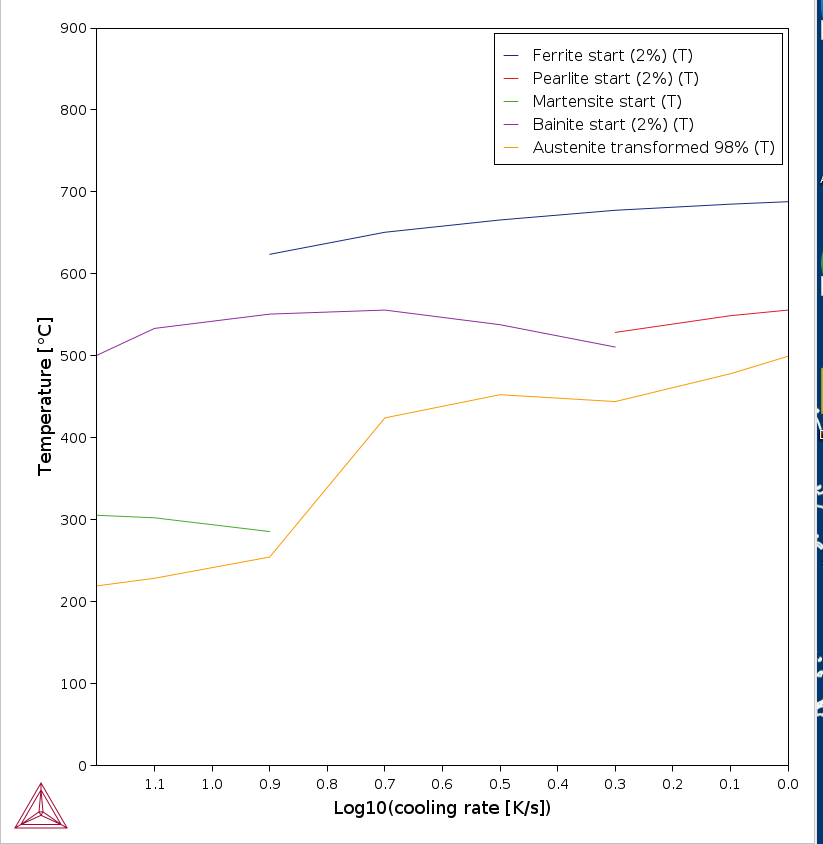 900
800
700
600
500
400
300
200
100
0
Temperature [°C]
Ferrite start (2%) (T)
Pearlite start (2%) (T)
Martensite start (T)
Bainite start (2%) (T)
Austenite transformed 98% (T)
1.1 1.0 0.9 0.8 0.7 0.6 0.5 0.4 0.3 0.2 0.1 0.0
Log10(cooling rate [K/s])